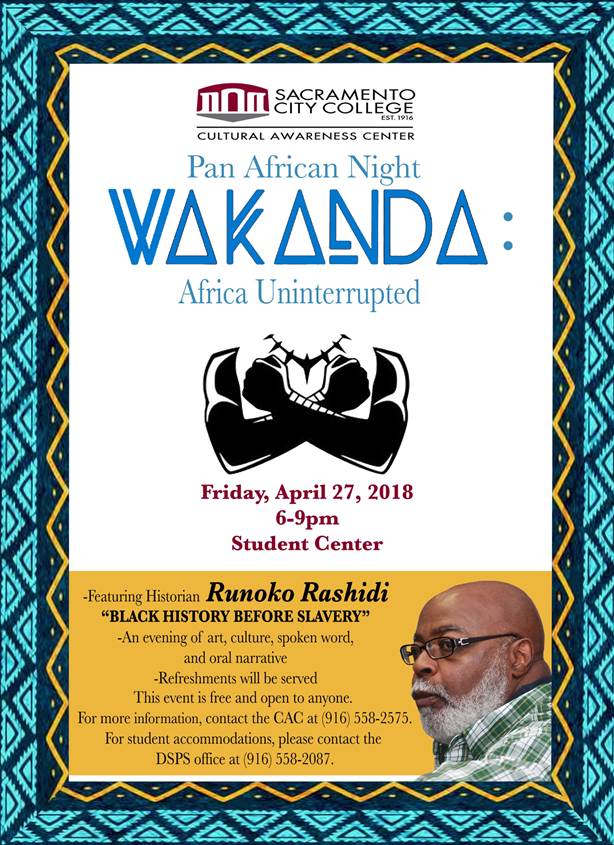 SACRAMENTO
CITY COLLEGE
EST. 1916
CULTURAL AWARENESS CENTER
Pan African Night
WAKANDA:
Africa Uninterrupted
Friday, April 27, 2018
6-9pm
Student Center
-Featuring Historian Runoko Rashidi
“BLACK HISTORY BEFORE SLAVERY”
-An evening of art, culture, spoken word,
and oral narrative
-Refreshments will be served
This event is free and open to anyone.
For more information, contact the CAC at (916) 558-2575.
For student accommodations, please contact the
DSPS office at (916) 558-2087.